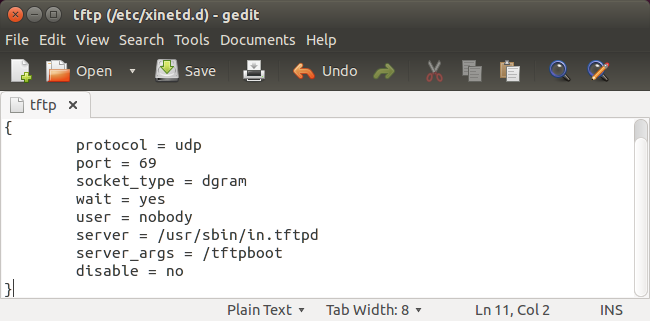 tftp (/etc/xinetd.d) - gedit
File Edit View Search Tools Documents Help
Open Save Undo
tftp
{
protocol = udp
port = 69
socket_type = dgram
wait = yes
user = nobody
server = /usr/sbin/in.tftpd
server_args = /tftpboot
disable = no
}
Plain Text Tab Width: 8 Ln 11, Col 2 INS